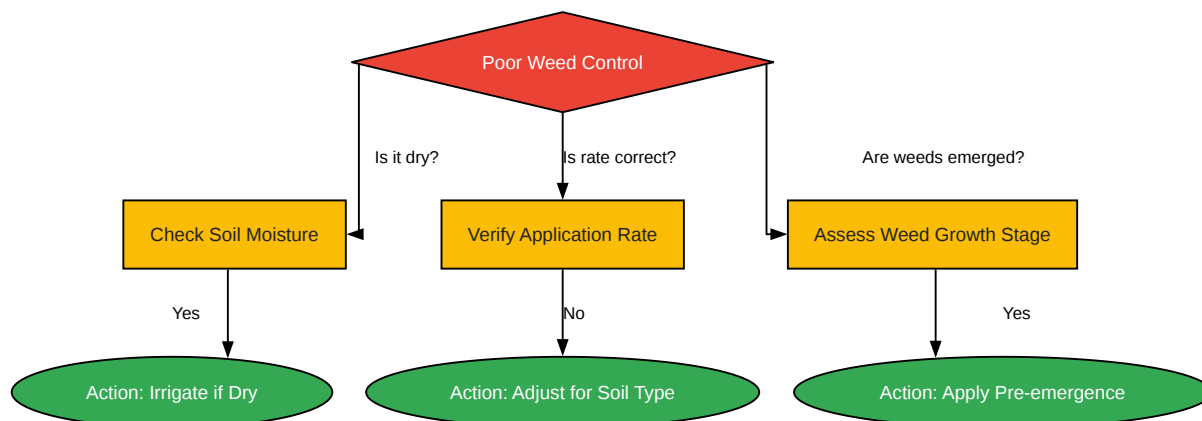 Poor Weed Control
Is it dry?
Is rate correct?
Are weeds emerged?
Check Soil Moisture
Verify Application Rate
Assess Weed Growth Stage
Yes
No
Yes
Action: Irrigate if Dry
Action: Adjust for Soil Type
Action: Apply Pre-emergence